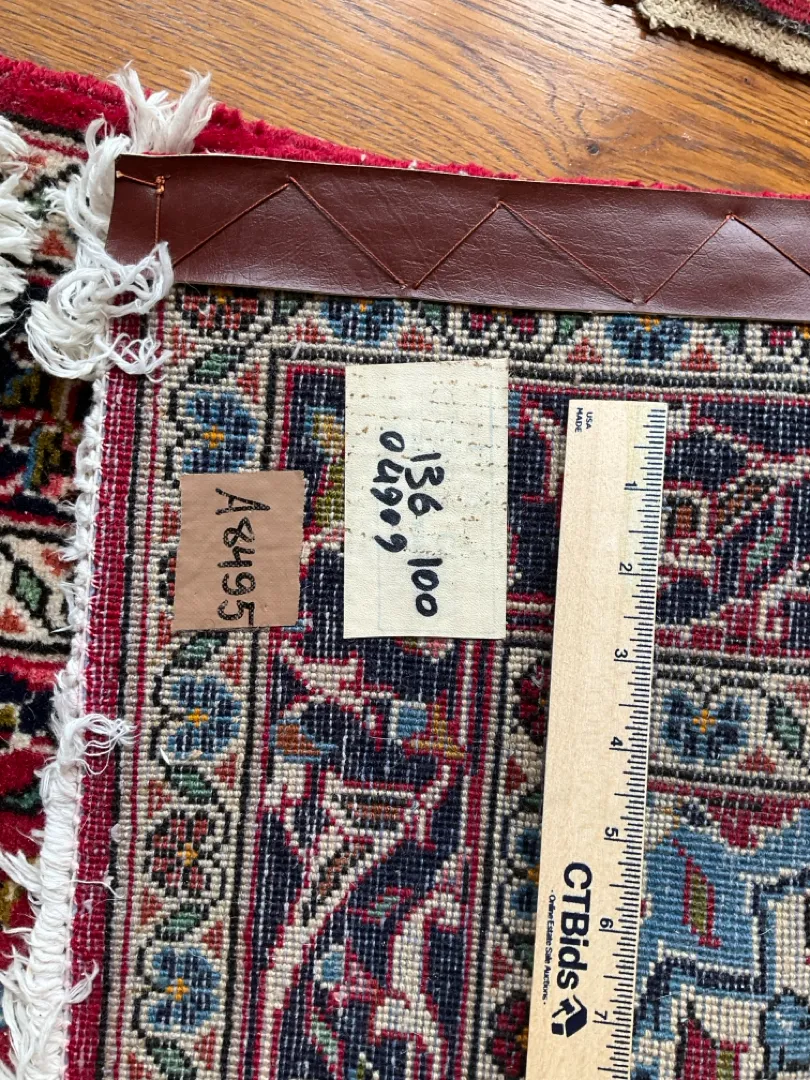 A8495
136 100
04909
USA
MADE
1
2
3
4
5
6
7
CTBids
· Online Estate Sale Auctions. ·